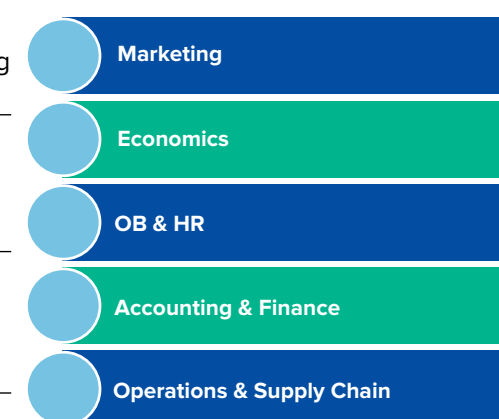 g
Marketing
Economics
OB & HR
Accounting & Finance
Operations & Supply Chain